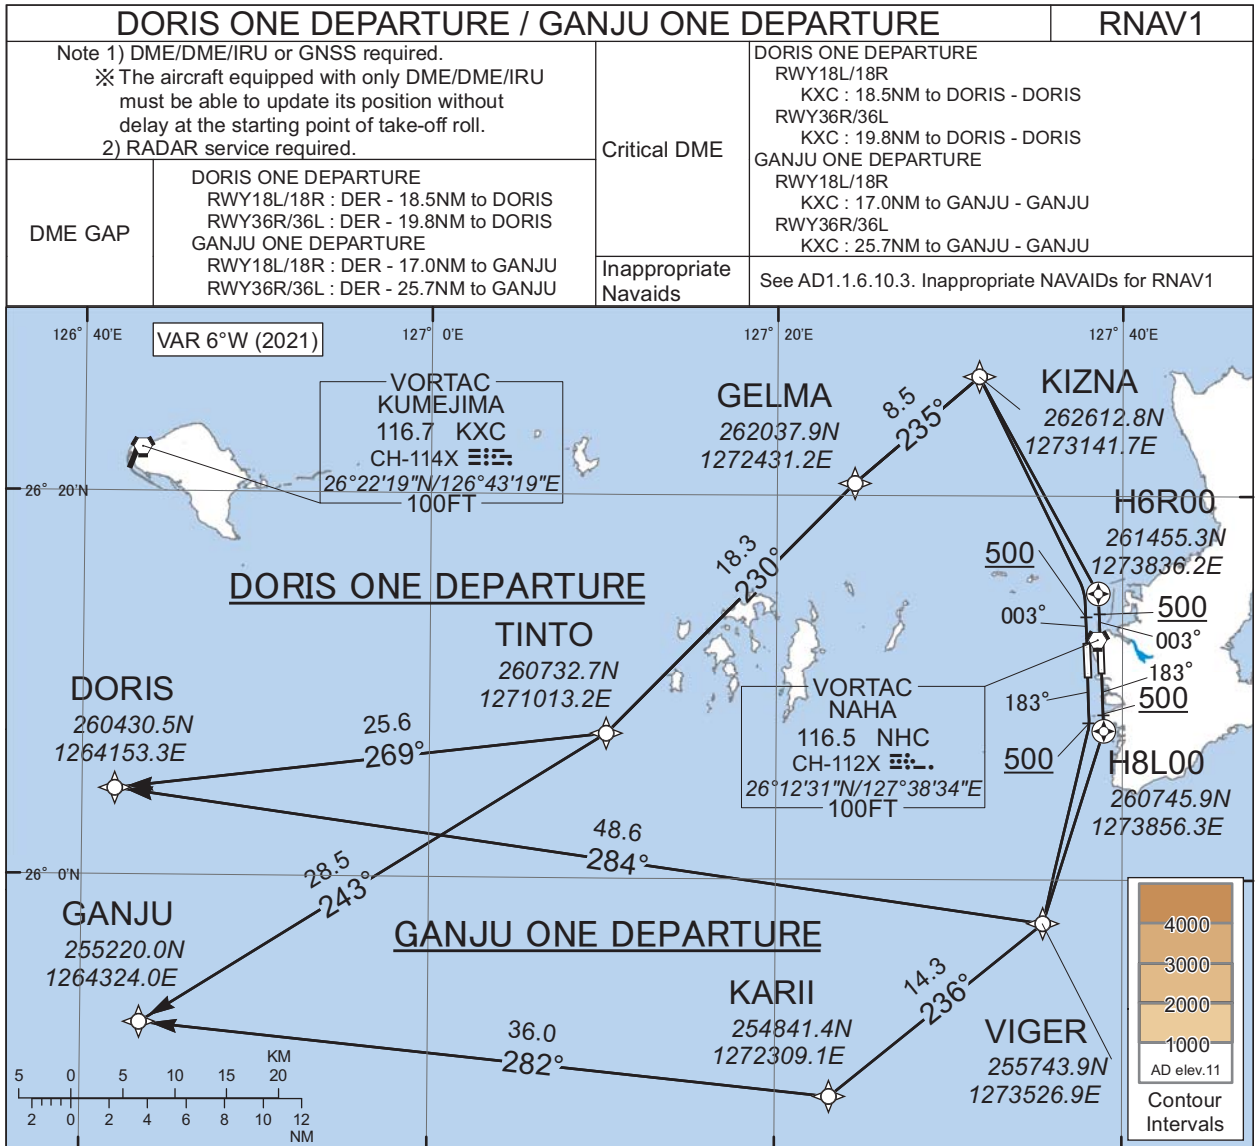 DORIS ONE DEPARTURE / GANJU ONE DEPARTURE
RNAV1
Note 1) DME/DME/IRU or GNSS required.
※ The aircraft equipped with only DME/DME/IRU
must be able to update its position without
delay at the starting point of take-off roll.
2) RADAR service required.
DME GAP
DORIS ONE DEPARTURE
RWY18L/18R : DER - 18.5NM to DORIS
RWY36R/36L : DER - 19.8NM to DORIS
GANJU ONE DEPARTURE
RWY18L/18R : DER - 17.0NM to GANJU
RWY36R/36L : DER - 25.7NM to GANJU
Critical DME
DORIS ONE DEPARTURE
RWY18L/18R
KXC : 18.5NM to DORIS - DORIS
RWY36R/36L
KXC : 19.8NM to DORIS - DORIS
GANJU ONE DEPARTURE
RWY18L/18R
KXC : 17.0NM to GANJU - GANJU
RWY36R/36L
KXC : 25.7NM to GANJU - GANJU
Inappropriate
Navaids
See AD1.1.6.10.3. Inappropriate NAVAIDs for RNAV1
126° 40'E
127° 0'E
127° 20'E
127° 40'E
VAR 6°W (2021)
VORTAC
KUMEJIMA
116.7 KXC
CH-114X
26°22'19"N/126°43'19"E
100FT
GELMA
262037.9N
1272431.2E
8.5
235°
KIZNA
262612.8N
1273141.7E
26° 20'N
H6R00
261455.3N
1273836.2E
500
500
003°
003°
18.3
230°
DORIS ONE DEPARTURE
TINTO
260732.7N
1271013.2E
DORIS
260430.5N
1264153.3E
25.6
269°
VORTAC
NAHA
116.5 NHC
CH-112X
26°12'31"N/127°38'34"E
100FT
183°
183°
500
500
H8L00
260745.9N
1273856.3E
48.6
284°
26° 0'N
28.5
243°
GANJU
255220.0N
1264324.0E
GANJU ONE DEPARTURE
KARII
254841.4N
1272309.1E
14.3
236°
VIGER
255743.9N
1273526.9E
36.0
282°
KM
5 0 5 10 15 20
2 0 2 4 6 8 10 12
NM
4000
3000
2000
1000
AD elev.11
Contour
Intervals